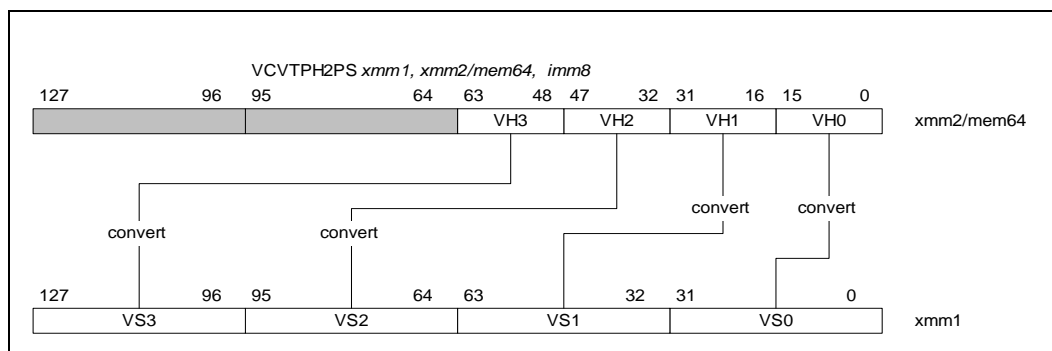 VCVTPH2PS xmm1, xmm2/mem64, imm8
127 96 95 64 63 48 47 32 31 16 15 0
VH3 VH2 VH1 VH0 xmm2/mem64
convert convert convert convert
127 96 95 64 63 32 31 0
VS3 VS2 VS1 VS0 xmm1